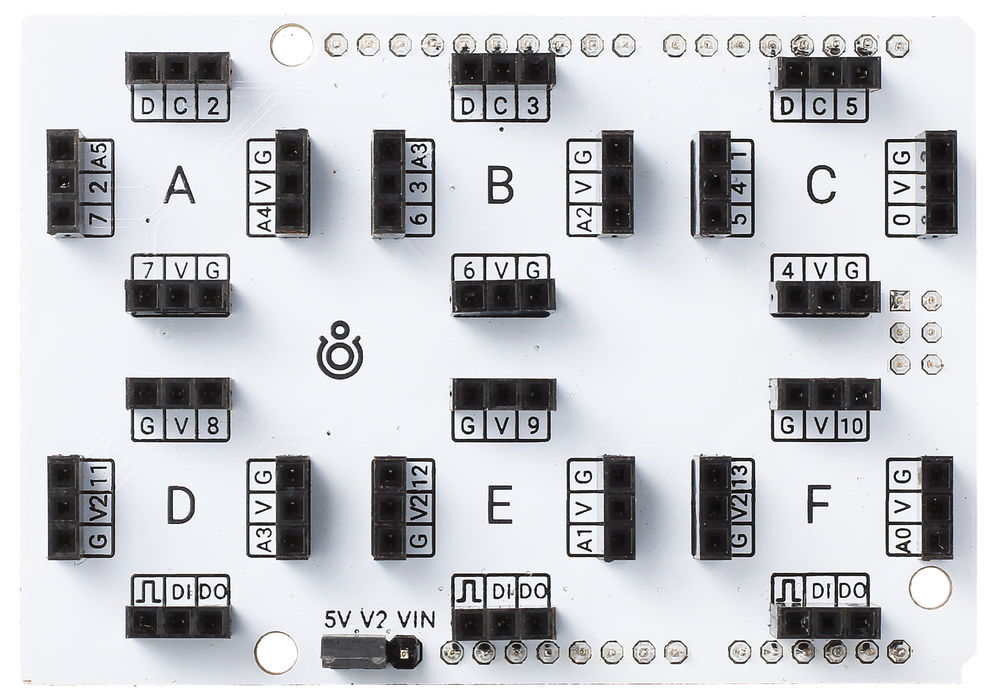 D C 2
D C 3
D C 5
A5 2 7
A
G V A4
A3 3 6
B
G V A2
1 4 5
C
G V 0
7 V G
6 V G
4 V G
G V 8
G V 9
G V 10
11 V2 G
D
G V A3
12 V2 G
E
G V A1
13 V2 G
F
G V A0
DI DO
DI DO
DI DO
5V V2 VIN